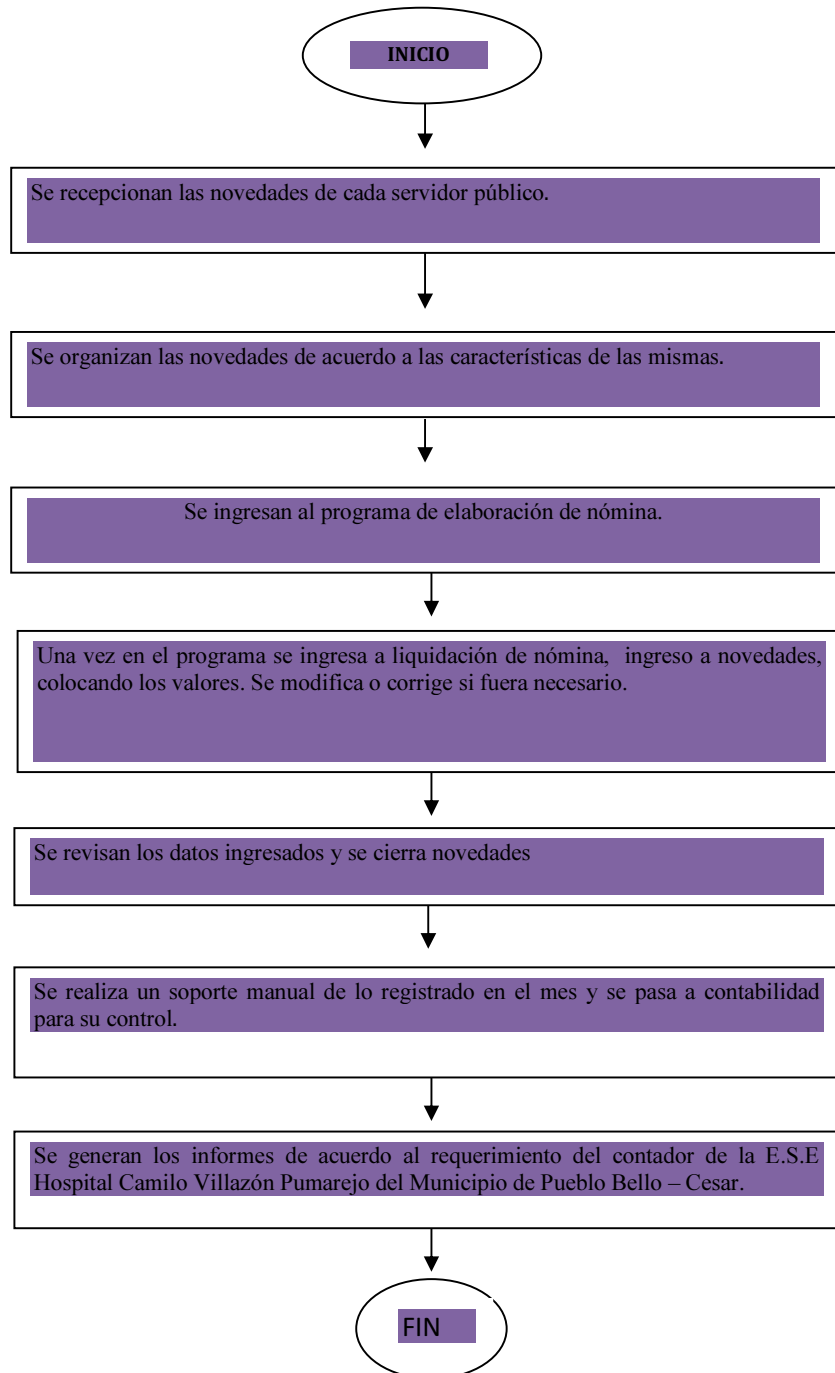 INICIO
Se recepcionan las novedades de cada servidor público.
Se organizan las novedades de acuerdo a las características de las mismas.
Se ingresan al programa de elaboración de nómina.
Una vez en el programa se ingresa a liquidación de nómina, ingreso a novedades,
colocando los valores. Se modifica o corrige si fuera necesario.
Se revisan los datos ingresados y se cierra novedades
Se realiza un soporte manual de lo registrado en el mes y se pasa a contabilidad
para su control.
Se generan los informes de acuerdo al requerimiento del contador de la E.S.E
Hospital Camilo Villazón Pumarejo del Municipio de Pueblo Bello – Cesar.
FIN